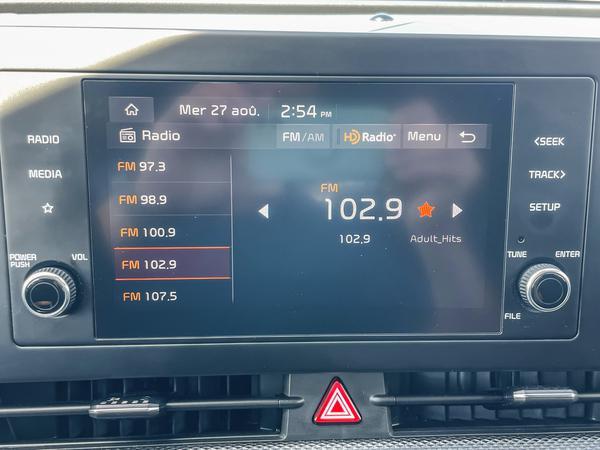 Mer 27 aoû. 2:54 PM
Radio FM/AM HD Radio Menu
RADIO
MEDIA
POWER PUSH
VOL
FM 97.3
FM 98.9
FM 100.9
FM 102.9
FM 107.5
FM
102.9
102.9 Adult_Hits
<SEEK
TRACK>
SETUP
TUNE
ENTER
FILE